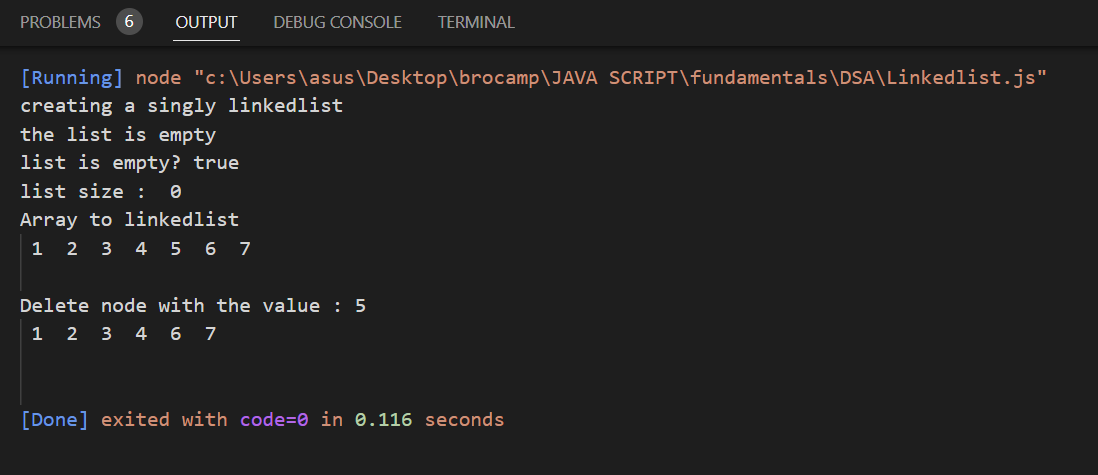 PROBLEMS 6 OUTPUT DEBUG CONSOLE TERMINAL
[Running] node "c:\Users\asus\Desktop\brocamp\JAVA SCRIPT\fundamentals\DSA\Linkedlist.js"
creating a singly linkedlist
the list is empty
list is empty? true
list size :  0
Array to linkedlist
 1  2  3  4  5  6  7
Delete node with the value : 5
 1  2  3  4  6  7
[Done] exited with code=0 in 0.116 seconds